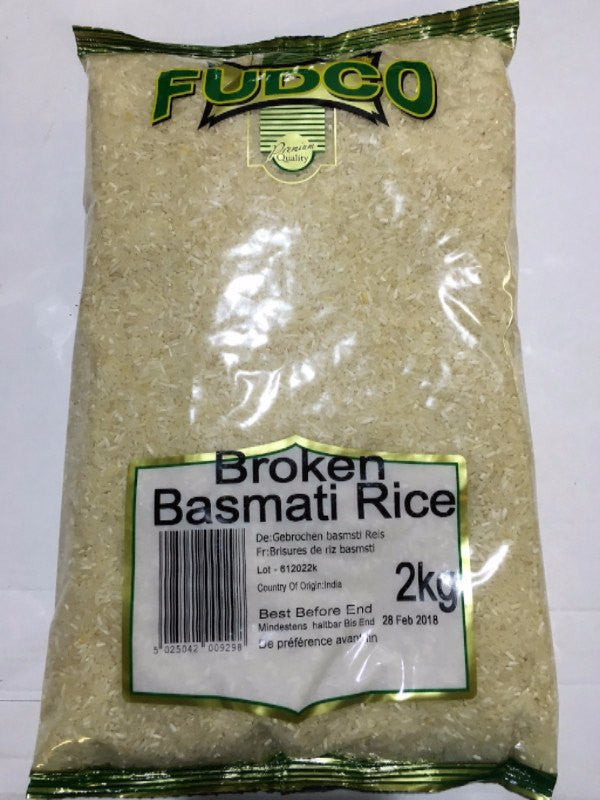 FUDCO
Premium
Quality
Broken
Basmati Rice
De:Gebrochen basmsti Reis
Fr:Brisures de riz basmsti
Lot - 612022k
Country Of Origin:India
2kg
Best Before End
Mindestens haltbar Bis End 28 Feb 2018
De préférence avant fin
5 025042 009298